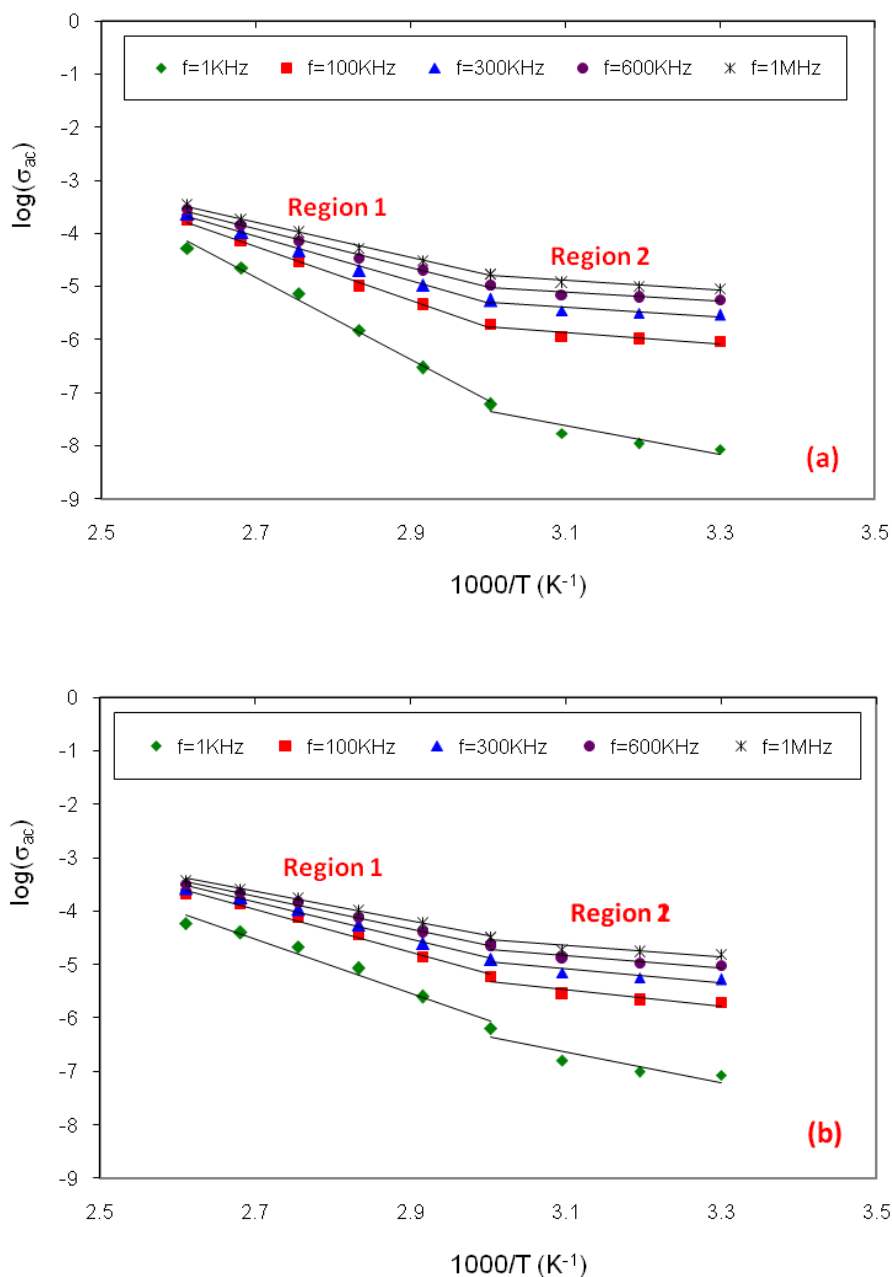 0
f=1KHz f=100KHz f=300KHz f=600KHz f=1MHz
-1
-2
-3
-4
-5
-6
-7
-8
-9
log(σac)
Region 1
Region 2
(a)
2.5 2.7 2.9 3.1 3.3 3.5
1000/T (K-1)
0
f=1KHz f=100KHz f=300KHz f=600KHz f=1MHz
-1
-2
-3
-4
-5
-6
-7
-8
-9
log(σac)
Region 1
Region
(b)
2.5 2.7 2.9 3.1 3.3 3.5
1000/T (K-1)